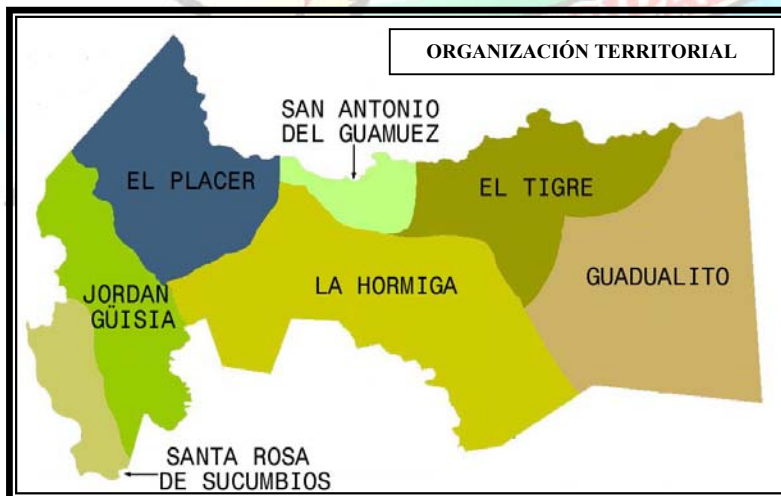 ORGANIZACIÓN TERRITORIAL
SAN ANTONIO
DEL GUAMUEZ
EL PLACER
EL TIGRE
JORDAN
GÜISIA
LA HORMIGA
GUADUALITO
SANTA ROSA
DE SUCUMBIOS